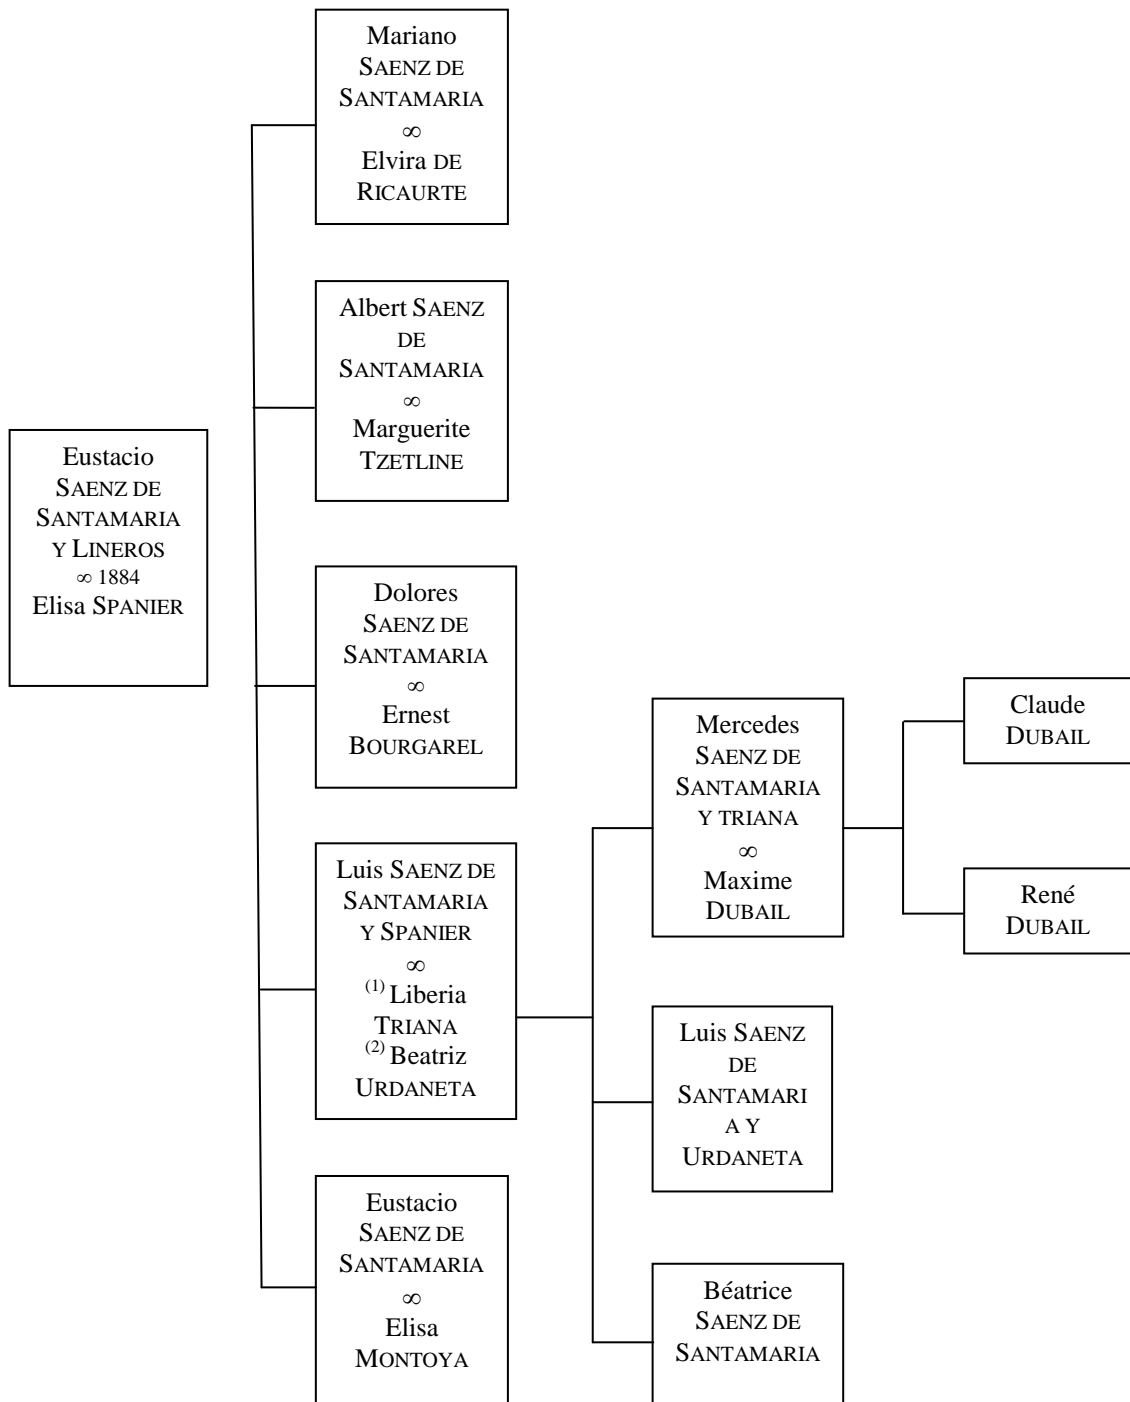 Mariano
SAENZ DE
SANTAMARIA
∞
Elvira DE
RICAURTE
Albert SAENZ
DE
SANTAMARIA
∞
Marguerite
TZETLINE
Eustacio
SAENZ DE
SANTAMARIA
Y LINEROS
∞ 1884
Elisa SPANIER
Dolores
SAENZ DE
SANTAMARIA
∞
Ernest
BOURGAREL
Luis SAENZ DE
SANTAMARIA
Y SPANIER
∞
(1) Liberia
TRIANA
(2) Beatriz
URDANETA
Eustacio
SAENZ DE
SANTAMARIA
∞
Elisa
MONTOYA
Mercedes
SAENZ DE
SANTAMARIA
Y TRIANA
∞
Maxime
DUBAIL
Luis SAENZ
DE
SANTAMARI
A Y
URDANETA
Béatrice
SAENZ DE
SANTAMARIA
Claude
DUBAIL
René
DUBAIL